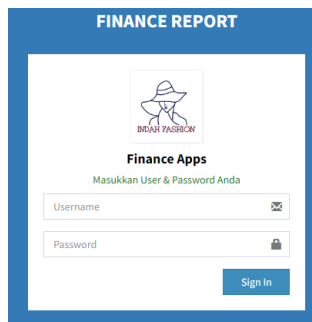 FINANCE REPORT
INDAH FASHION
Finance Apps
Masukkan User & Password Anda
Username
Password
Sign In